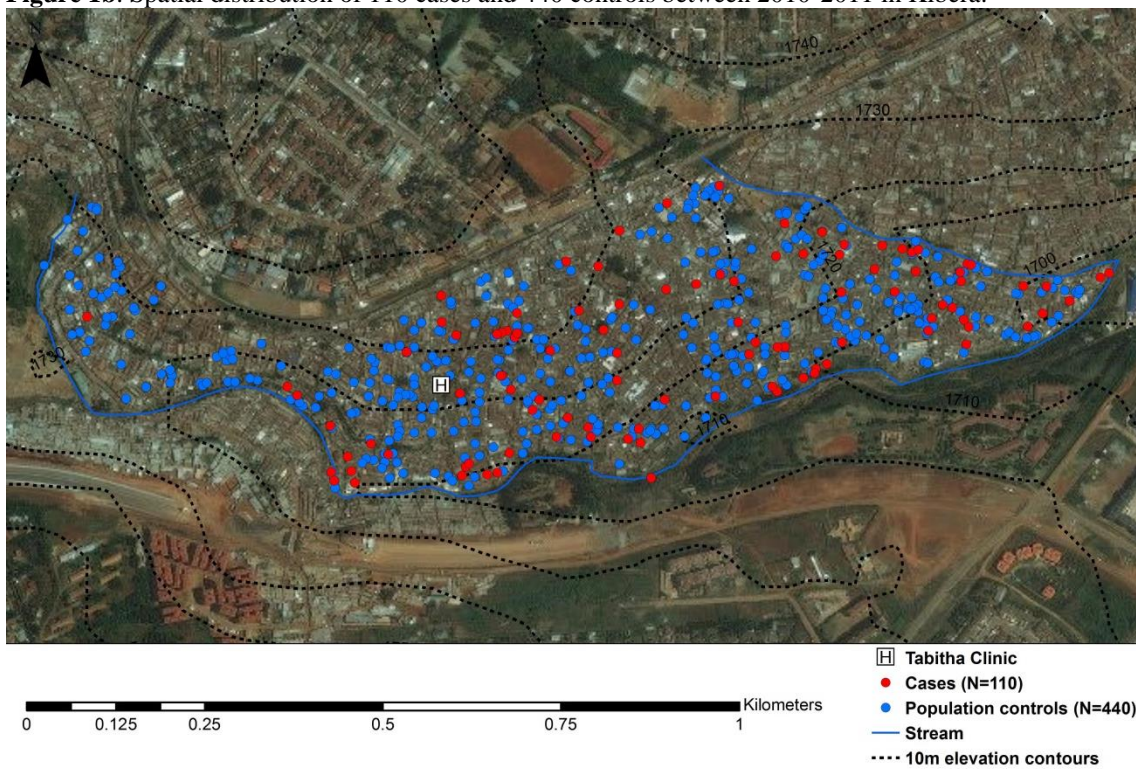 Figure 1b. Spatial distribution of 110 cases and 440 controls between 2010-2011 in Kibera.
1740
1730
1700
1730
1710
1710
H
H Tabitha Clinic
Cases (N=110)
Population controls (N=440)
Stream
10m elevation contours
Kilometers
0 0.125 0.25 0.5 0.75 1